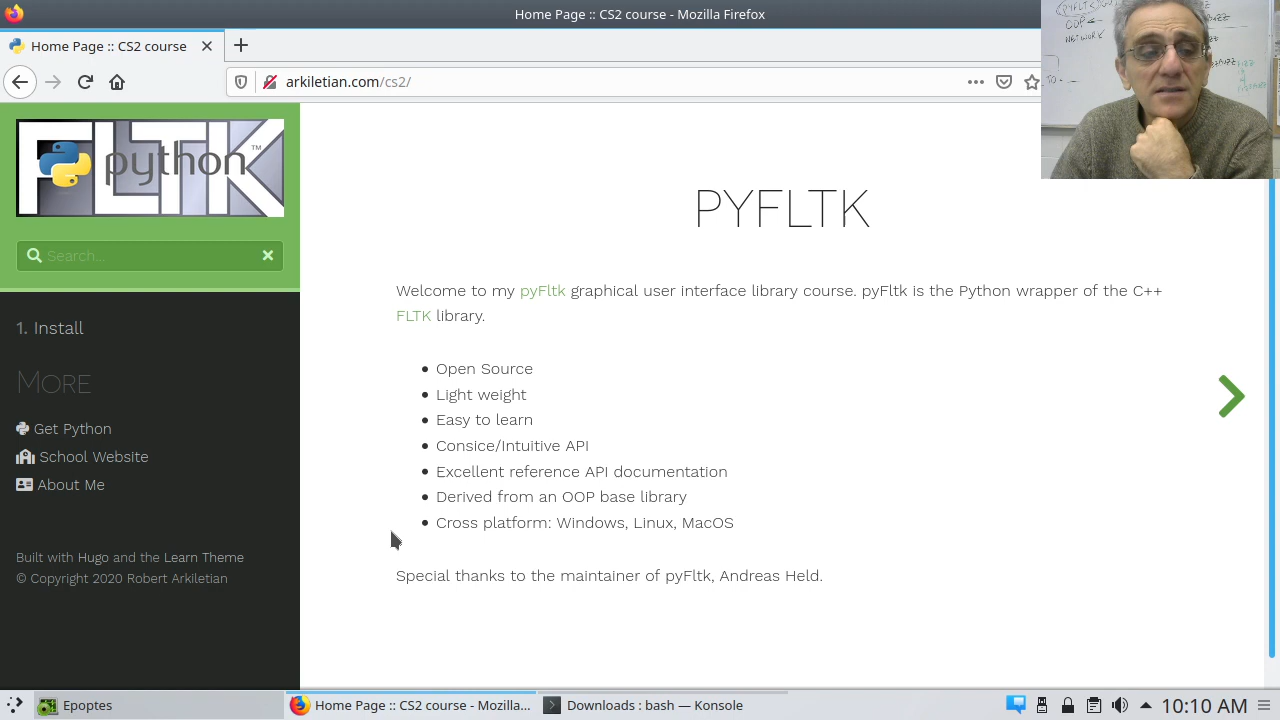 Home Page :: CS2 course - Mozilla Firefox
Home Page :: CS2 course
arkiletian.com/cs2/
FLTK
python
™
Search...
PYFLTK
Welcome to my pyFltk graphical user interface library course. pyFltk is the Python wrapper of the C++
FLTK library.
Open Source
Light weight
Easy to learn
Consice/Intuitive API
Excellent reference API documentation
Derived from an OOP base library
Cross platform: Windows, Linux, MacOS
Special thanks to the maintainer of pyFltk, Andreas Held.
1. Install
More
Get Python
School Website
About Me
Built with Hugo and the Learn Theme
© Copyright 2020 Robert Arkiletian
Epoptes
Home Page :: CS2 course - Mozilla...
Downloads : bash — Konsole
10:10 AM
OOP
NETWORK